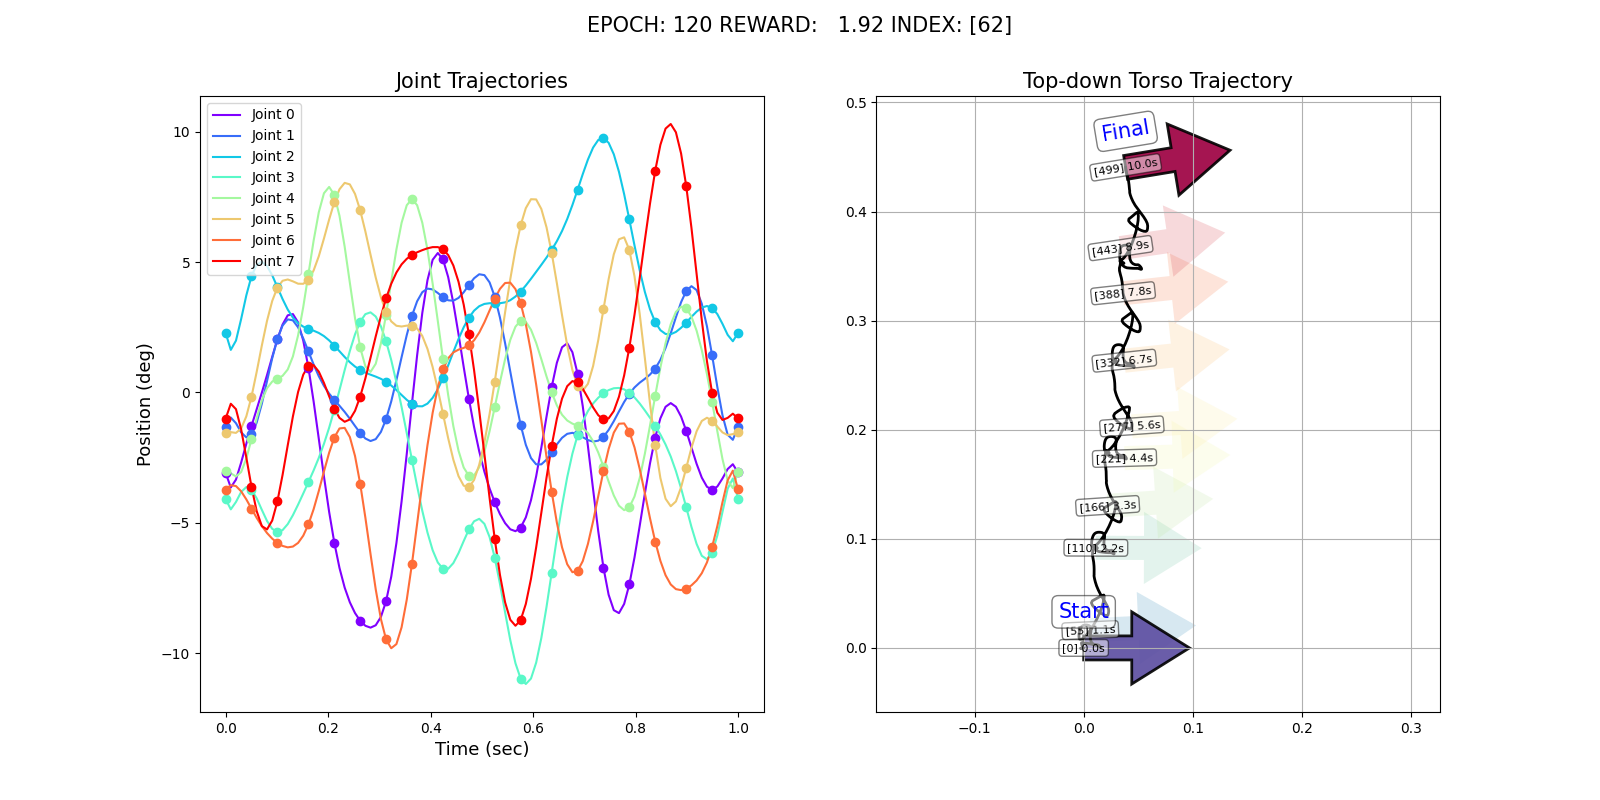 EPOCH: 120 REWARD:   1.92 INDEX: [62]
Joint Trajectories
Joint 0
Joint 1
Joint 2
Joint 3
Joint 4
Joint 5
Joint 6
Joint 7
Position (deg)
10
5
0
−5
−10
0.0
0.2
0.4
0.6
0.8
1.0
Time (sec)
Top-down Torso Trajectory
0.5
0.4
0.3
0.2
0.1
0.0
Final
[499] 10.0s
[443] 8.9s
[388] 7.8s
[332] 6.7s
[277] 5.6s
[221] 4.4s
[166] 3.3s
[110] 2.2s
Start
[55] 1.1s
[0] 0.0s
−0.1
0.0
0.1
0.2
0.3